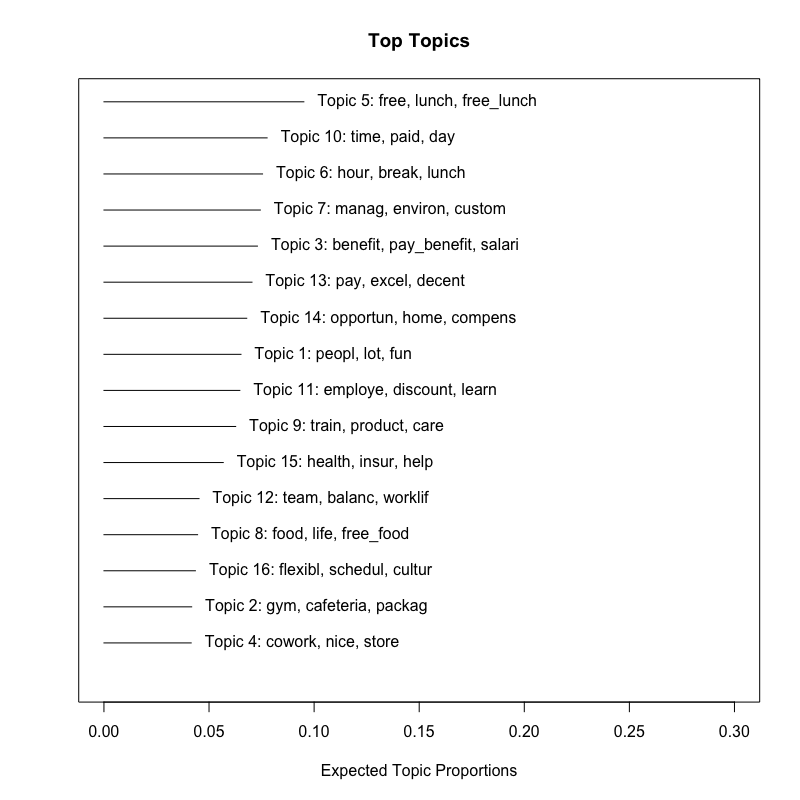 Top Topics
Topic 5: free, lunch, free_lunch
Topic 10: time, paid, day
Topic 6: hour, break, lunch
Topic 7: manag, environ, custom
Topic 3: benefit, pay_benefit, salari
Topic 13: pay, excel, decent
Topic 14: opportun, home, compens
Topic 1: peopl, lot, fun
Topic 11: employe, discount, learn
Topic 9: train, product, care
Topic 15: health, insur, help
Topic 12: team, balanc, worklif
Topic 8: food, life, free_food
Topic 16: flexibl, schedul, cultur
Topic 2: gym, cafeteria, packag
Topic 4: cowork, nice, store
0.00 0.05 0.10 0.15 0.20 0.25 0.30
Expected Topic Proportions